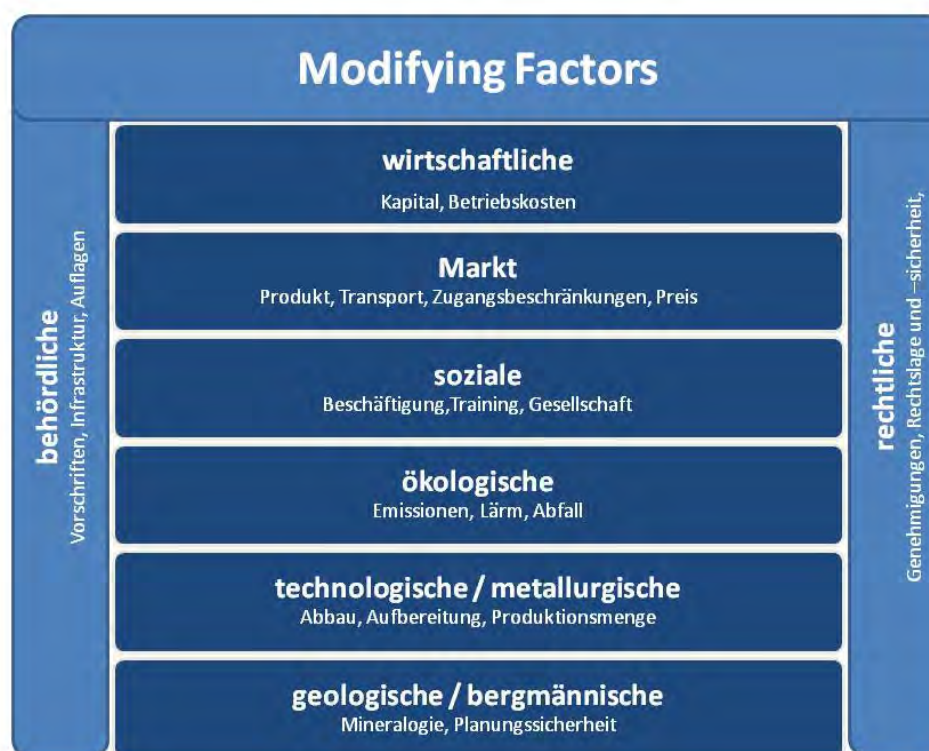 Modifying Factors
behördliche
Vorschriften, Infrastruktur, Auflagen
wirtschaftliche
Kapital, Betriebskosten
Markt
Produkt, Transport, Zugangsbeschränkungen, Preis
soziale
Beschäftigung,Training, Gesellschaft
ökologische
Emissionen, Lärm, Abfall
technologische / metallurgische
Abbau, Aufbereitung, Produktionsmenge
geologische / bergmännische
Mineralogie, Planungssicherheit
rechtliche
Genehmigungen, Rechtslage und –sicherheit,